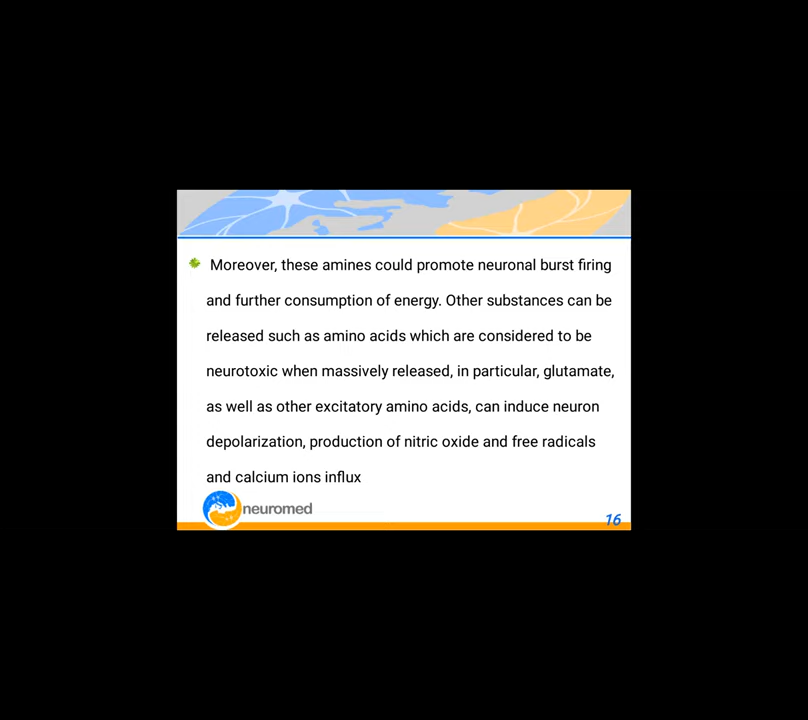 Moreover, these amines could promote neuronal burst firing
and further consumption of energy. Other substances can be
released such as amino acids which are considered to be
neurotoxic when massively released, in particular, glutamate,
as well as other excitatory amino acids, can induce neuron
depolarization, production of nitric oxide and free radicals
and calcium ions influx
neuromed
16